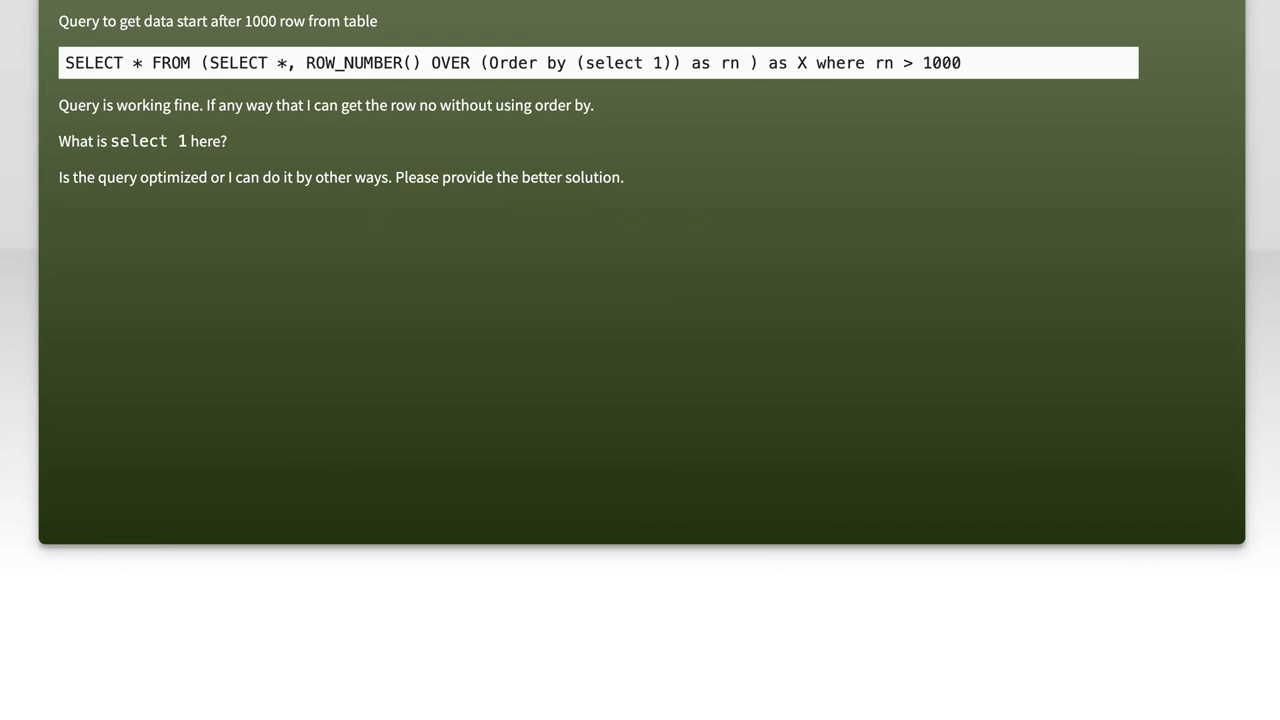 Query to get data start after 1000 row from table
SELECT * FROM (SELECT *, ROW_NUMBER() OVER (Order by (select 1)) as rn ) as X where rn > 1000
Query is working fine. If any way that I can get the row no without using order by.
What is select 1 here?
Is the query optimized or I can do it by other ways. Please provide the better solution.